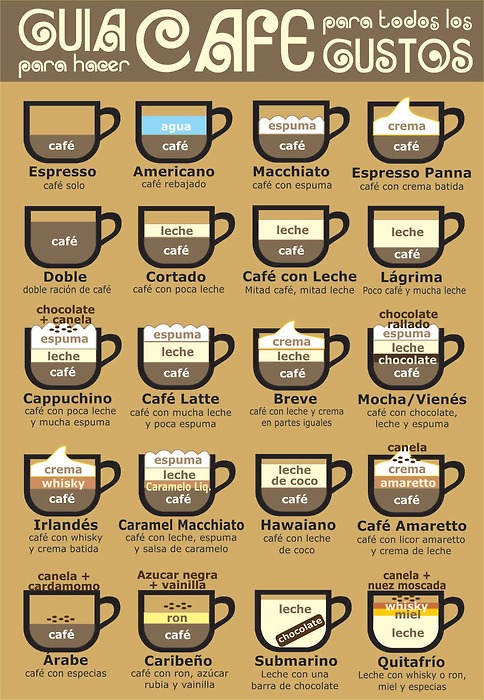 GUIA para hacer CAFE para todos los GUSTOS
café
Espresso
café solo
agua
café
Americano
café rebajado
espuma
café
Macchiato
café con espuma
crema
café
Espresso Panna
café con crema batida
café
Doble
doble ración de café
leche
café
Cortado
café con poca leche
leche
café
Café con Leche
Mitad café, mitad leche
leche
café
Lágrima
Poco café y mucha leche
chocolate
+ canela
espuma
leche
café
Cappuchino
café con poca leche
y mucha espuma
espuma
leche
café
Café Latte
café con mucha leche
y poca espuma
crema
leche
café
Breve
café con leche y crema
en partes iguales
chocolate
rallado
espuma
leche
chocolate
café
Mocha/Vienés
café con chocolate,
leche y espuma
crema
whisky
café
Irlandés
café con whisky
y crema batida
espuma
leche
Caramelo Liq.
café
Caramel Macchiato
café con leche, espuma
y salsa de caramelo
leche
de coco
café
Hawaiano
café con leche
de coco
canela
crema
amaretto
café
Café Amaretto
café con licor amaretto
y crema de leche
canela +
cardamomo
café
Árabe
café con especias
Azucar negra
+ vainilla
ron
café
Caribeño
café con ron, azúcar
rubia y vainilla
leche
chocolate
Submarino
Leche con una
barra de chocolate
canela +
nuez moscada
whisky
miel
leche
Quitafrío
Leche con whisky o ron,
miel y especias